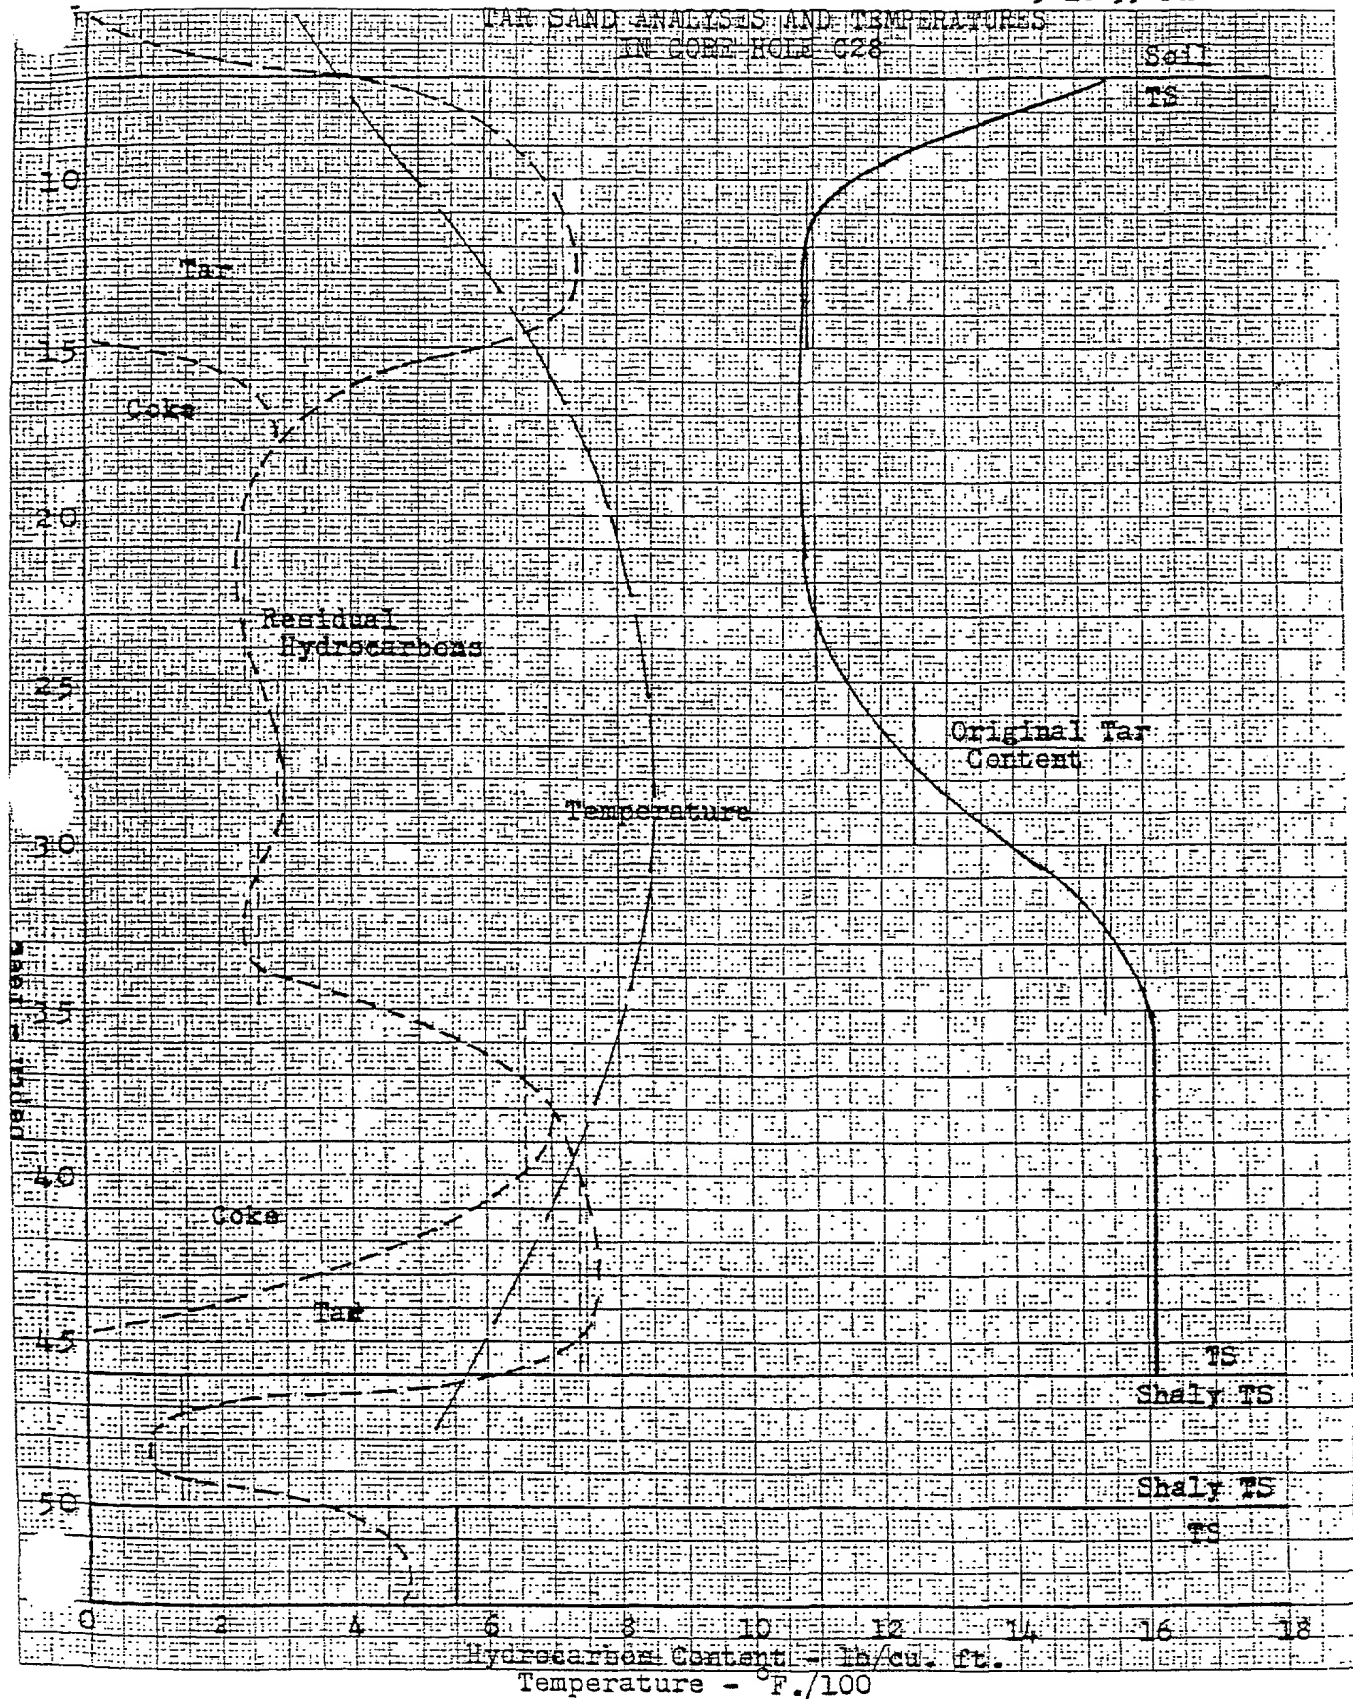 TAR SAND ANALYSES AND TEMPERATURES
IN CORE HOLE C28
Soil
TS
10
Tar
15
Coke
20
Residual
Hydrocarbons
25
Original Tar
Content
Temperature
30
Depth - Feet
35
40
Coke
Tar
45
TS
Shaly TS
Shaly TS
50
TS
0 2 4 6 8 10 12 14 16 18
Hydrocarbon Content - lb/cu. ft.
Temperature - °F./100